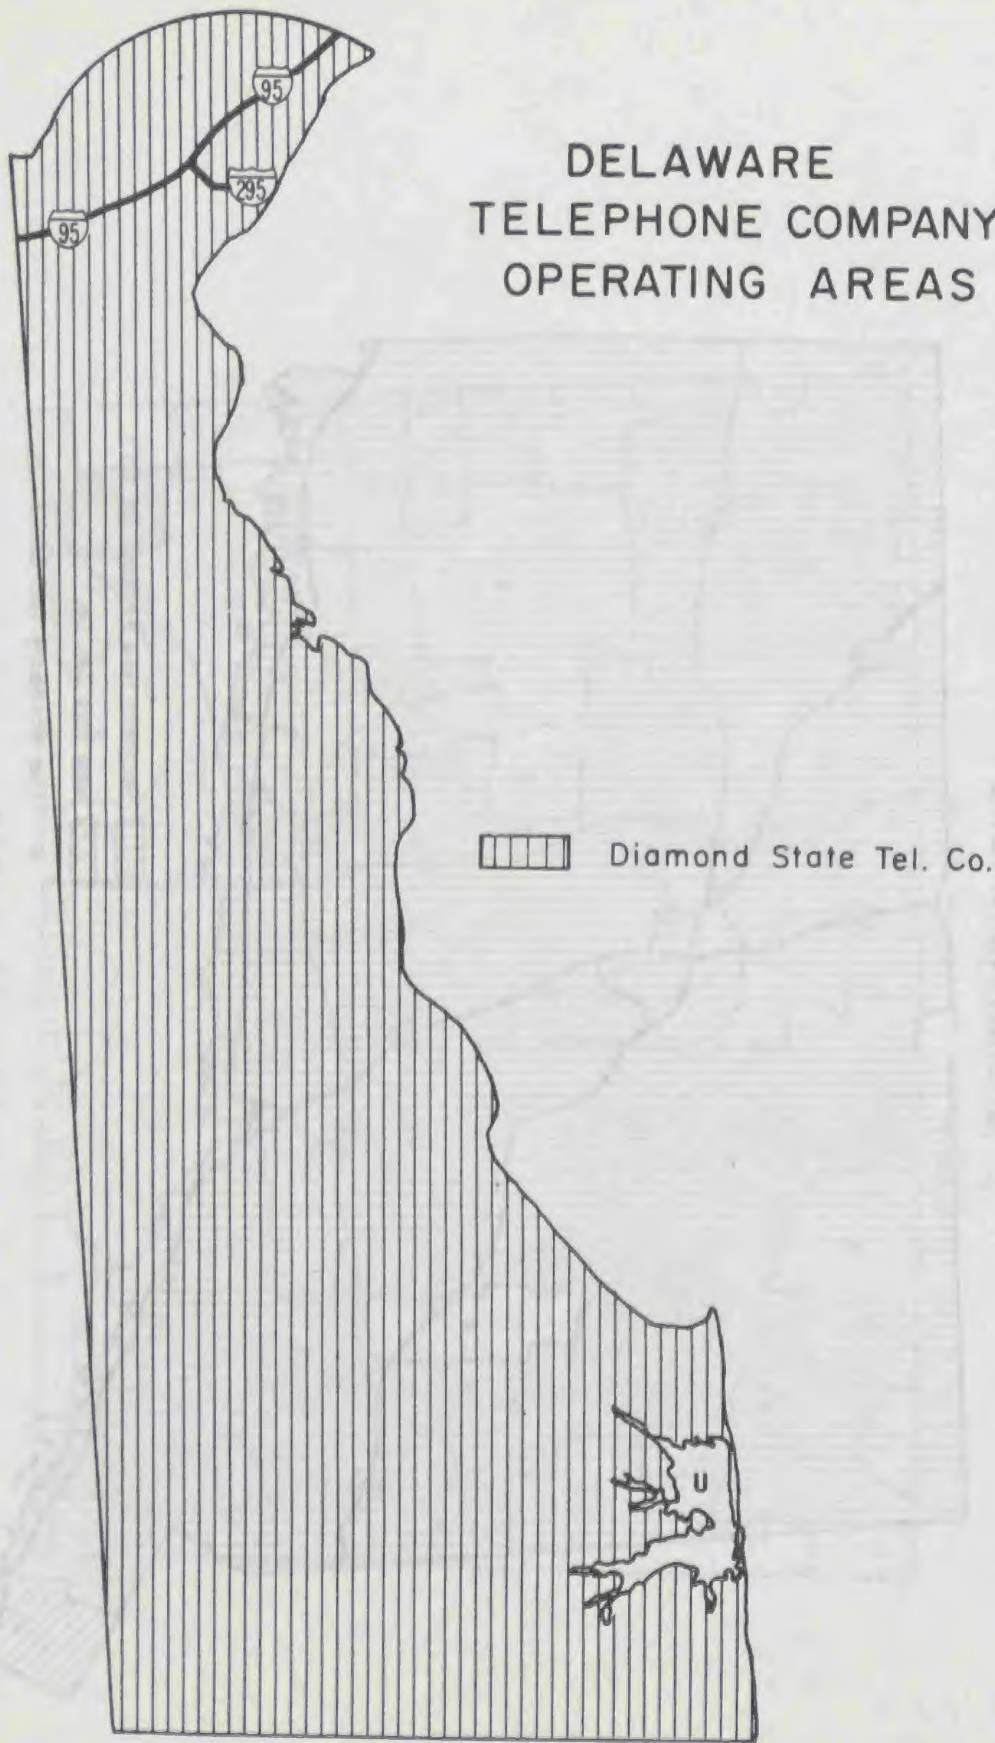 95
295
95
DELAWARE
TELEPHONE COMPANY
OPERATING AREAS
Diamond State Tel. Co.
U